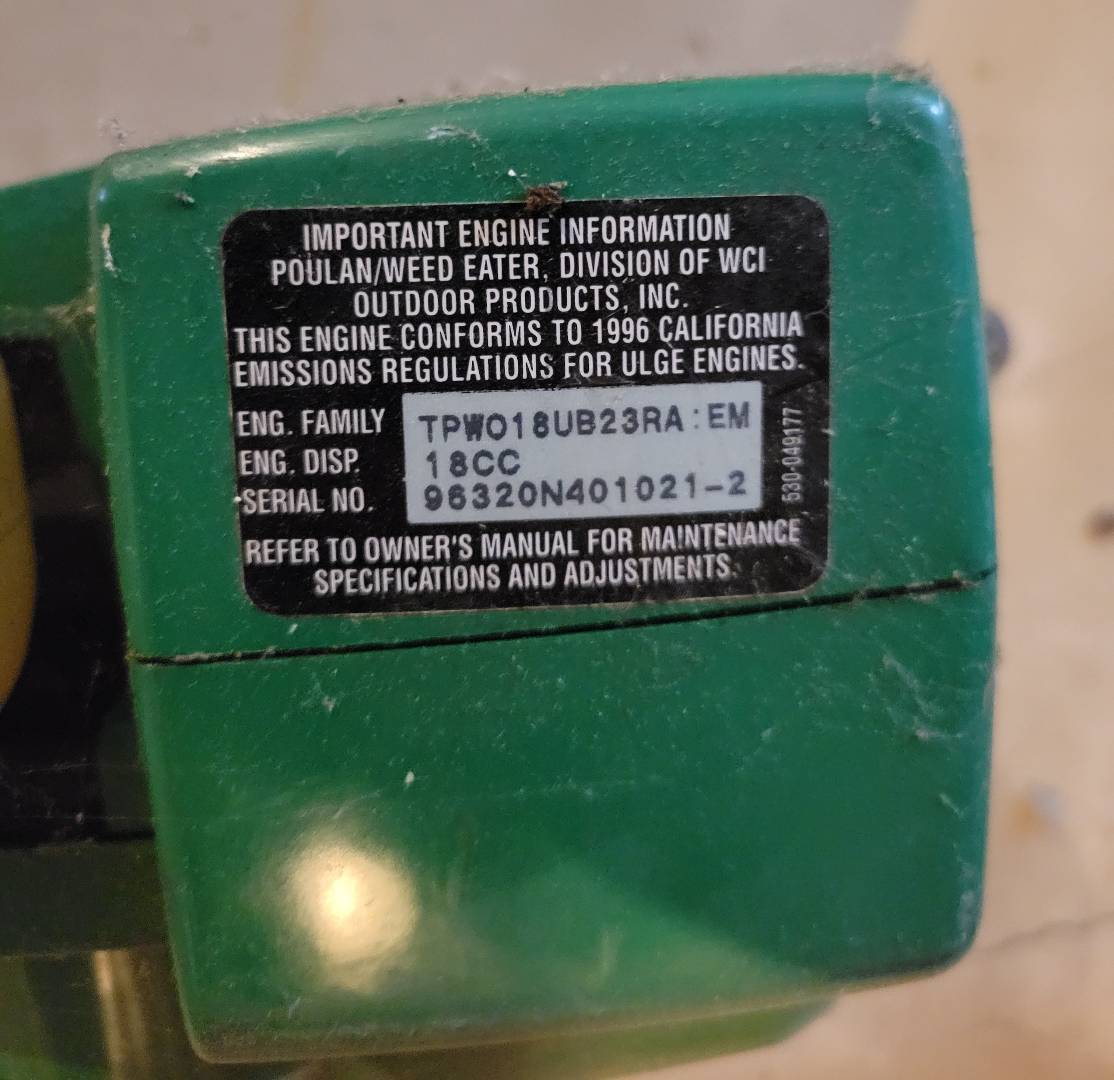 IMPORTANT ENGINE INFORMATION
POULAN/WEED EATER, DIVISION OF WCI
OUTDOOR PRODUCTS, INC.
THIS ENGINE CONFORMS TO 1996 CALIFORNIA
EMISSIONS REGULATIONS FOR ULGE ENGINES.
ENG. FAMILY TPWO18UB23RA:EM
ENG. DISP. 18CC
SERIAL NO. 96320N401021-2
530-049177
REFER TO OWNER'S MANUAL FOR MAINTENANCE
SPECIFICATIONS AND ADJUSTMENTS.